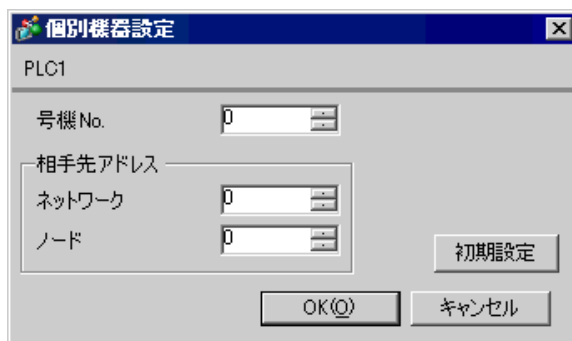 個別機器設定
PLC1
号機No. 0
相手先アドレス
ネットワーク 0
ノード 0
初期設定
OK(O) キャンセル